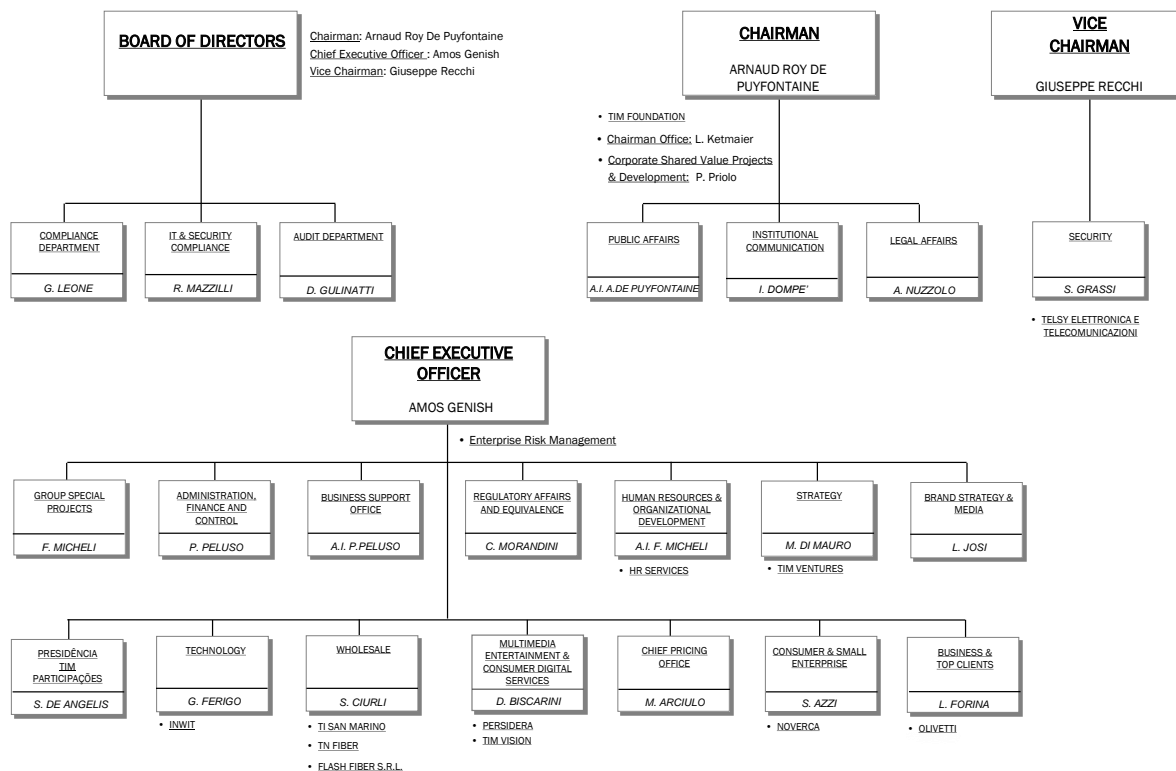 BOARD OF DIRECTORS
Chairman: Arnaud Roy De Puyfontaine
Chief Executive Officer : Amos Genish
Vice Chairman: Giuseppe Recchi
CHAIRMAN
ARNAUD ROY DE
PUYFONTAINE
VICE
CHAIRMAN
GIUSEPPE RECCHI
• TIM FOUNDATION
• Chairman Office: L. Ketmaier
• Corporate Shared Value Projects
& Development: P. Priolo
COMPLIANCE
DEPARTMENT
G. LEONE
IT & SECURITY
COMPLIANCE
R. MAZZILLI
AUDIT DEPARTMENT
D. GULINATTI
PUBLIC AFFAIRS
A.I. A.DE PUYFONTAINE
INSTITUTIONAL
COMMUNICATION
I. DOMPE'
LEGAL AFFAIRS
A. NUZZOLO
SECURITY
S. GRASSI
• TELSY ELETTRONICA E
TELECOMUNICAZIONI
CHIEF EXECUTIVE
OFFICER
AMOS GENISH
• Enterprise Risk Management
GROUP SPECIAL
PROJECTS
F. MICHELI
ADMINISTRATION,
FINANCE AND
CONTROL
P. PELUSO
BUSINESS SUPPORT
OFFICE
A.I. P.PELUSO
REGULATORY AFFAIRS
AND EQUIVALENCE
C. MORANDINI
HUMAN RESOURCES &
ORGANIZATIONAL
DEVELOPMENT
A.I. F. MICHELI
• HR SERVICES
STRATEGY
M. DI MAURO
• TIM VENTURES
BRAND STRATEGY &
MEDIA
L. JOSI
PRESIDÊNCIA
TIM
PARTICIPAÇÕES
S. DE ANGELIS
TECHNOLOGY
G. FERIGO
• INWIT
WHOLESALE
S. CIURLI
• TI SAN MARINO
• TN FIBER
• FLASH FIBER S.R.L.
MULTIMEDIA
ENTERTAINMENT &
CONSUMER DIGITAL
SERVICES
D. BISCARINI
• PERSIDERA
• TIM VISION
CHIEF PRICING
OFFICE
M. ARCIULO
CONSUMER & SMALL
ENTERPRISE
S. AZZI
• NOVERCA
BUSINESS &
TOP CLIENTS
L. FORINA
• OLIVETTI